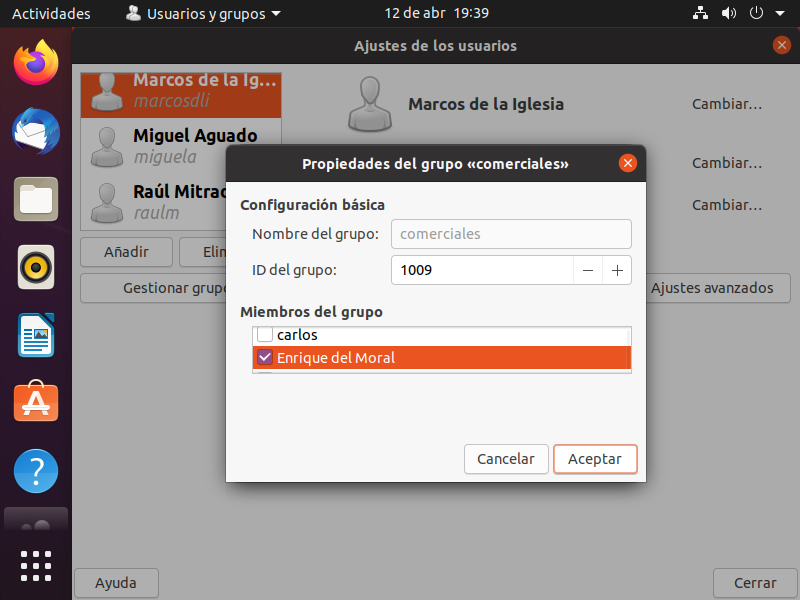 Actividades Usuarios y grupos 12 de abr 19:39
Ajustes de los usuarios
Marcos de la Ig...
marcosdli
Marcos de la Iglesia Cambiar...
Miguel Aguado
miguela
Cambiar...
Raúl Mitrac
raulm
Cambiar...
Añadir Elin
Gestionar grupo Ajustes avanzados
Propiedades del grupo «comerciales»
Configuración básica
Nombre del grupo: comerciales
ID del grupo: 1009 − +
Miembros del grupo
carlos
Enrique del Moral
Cancelar Aceptar
Ayuda Cerrar